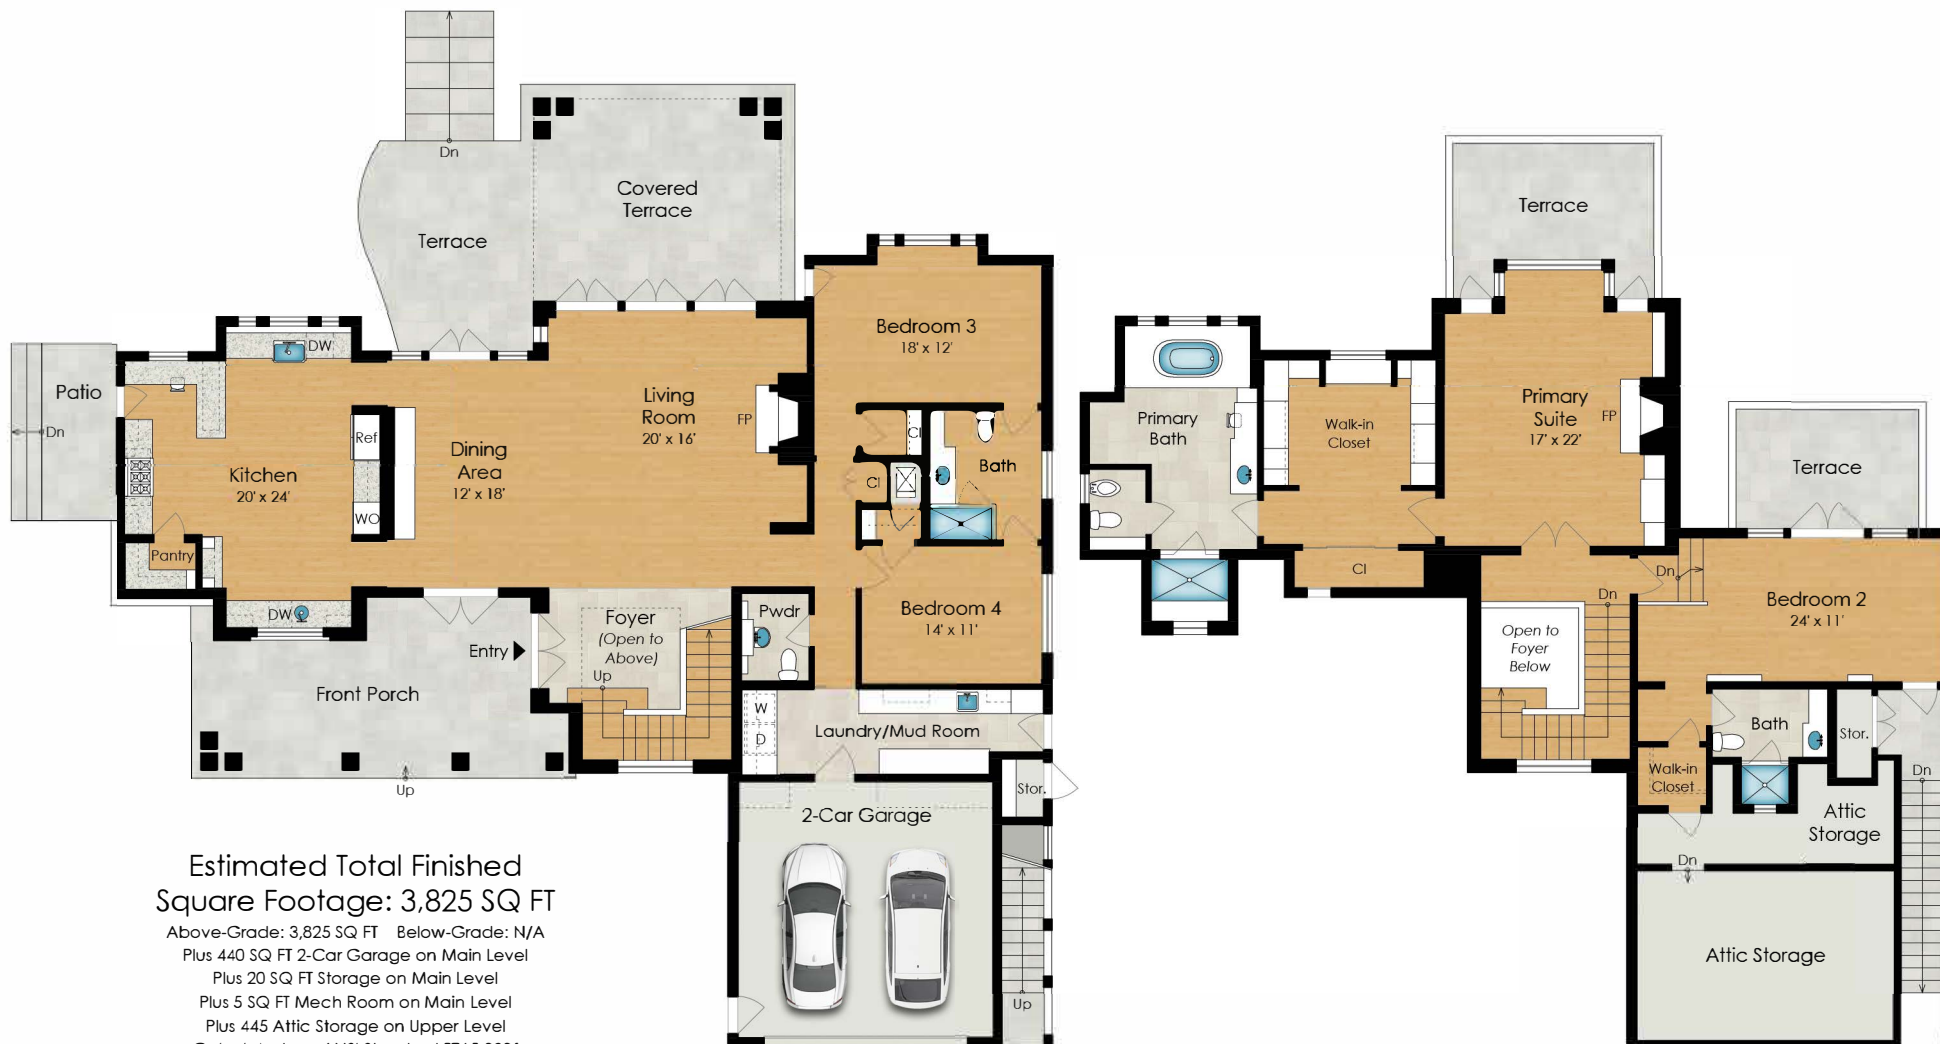 Dn
Covered
Terrace
Terrace
DW
Patio
Dn
Ref
Kitchen
20' x 24'
WO
Pantry
DW
Dining
Area
12' x 18'
Living
Room
20' x 16'
FP
Bedroom 3
18' x 12'
Cl
Cl
Bath
Bedroom 4
14' x 11'
Foyer
(Open to
Above)
Up
Pwdr
Entry
Front Porch
Up
W
D
Laundry/Mud Room
Stor.
2-Car Garage
Up
Estimated Total Finished
Square Footage: 3,825 SQ FT
Above-Grade: 3,825 SQ FT Below-Grade: N/A
Plus 440 SQ FT 2-Car Garage on Main Level
Plus 20 SQ FT Storage on Main Level
Plus 5 SQ FT Mech Room on Main Level
Plus 445 Attic Storage on Upper Level
Terrace
Primary
Bath
Walk-in
Closet
Primary
Suite
17' x 22'
FP
Cl
Terrace
Dn
Dn
Bedroom 2
24' x 11'
Open to
Foyer
Below
Bath
Stor.
Walk-in
Closet
Dn
Attic
Storage
Dn
Attic Storage